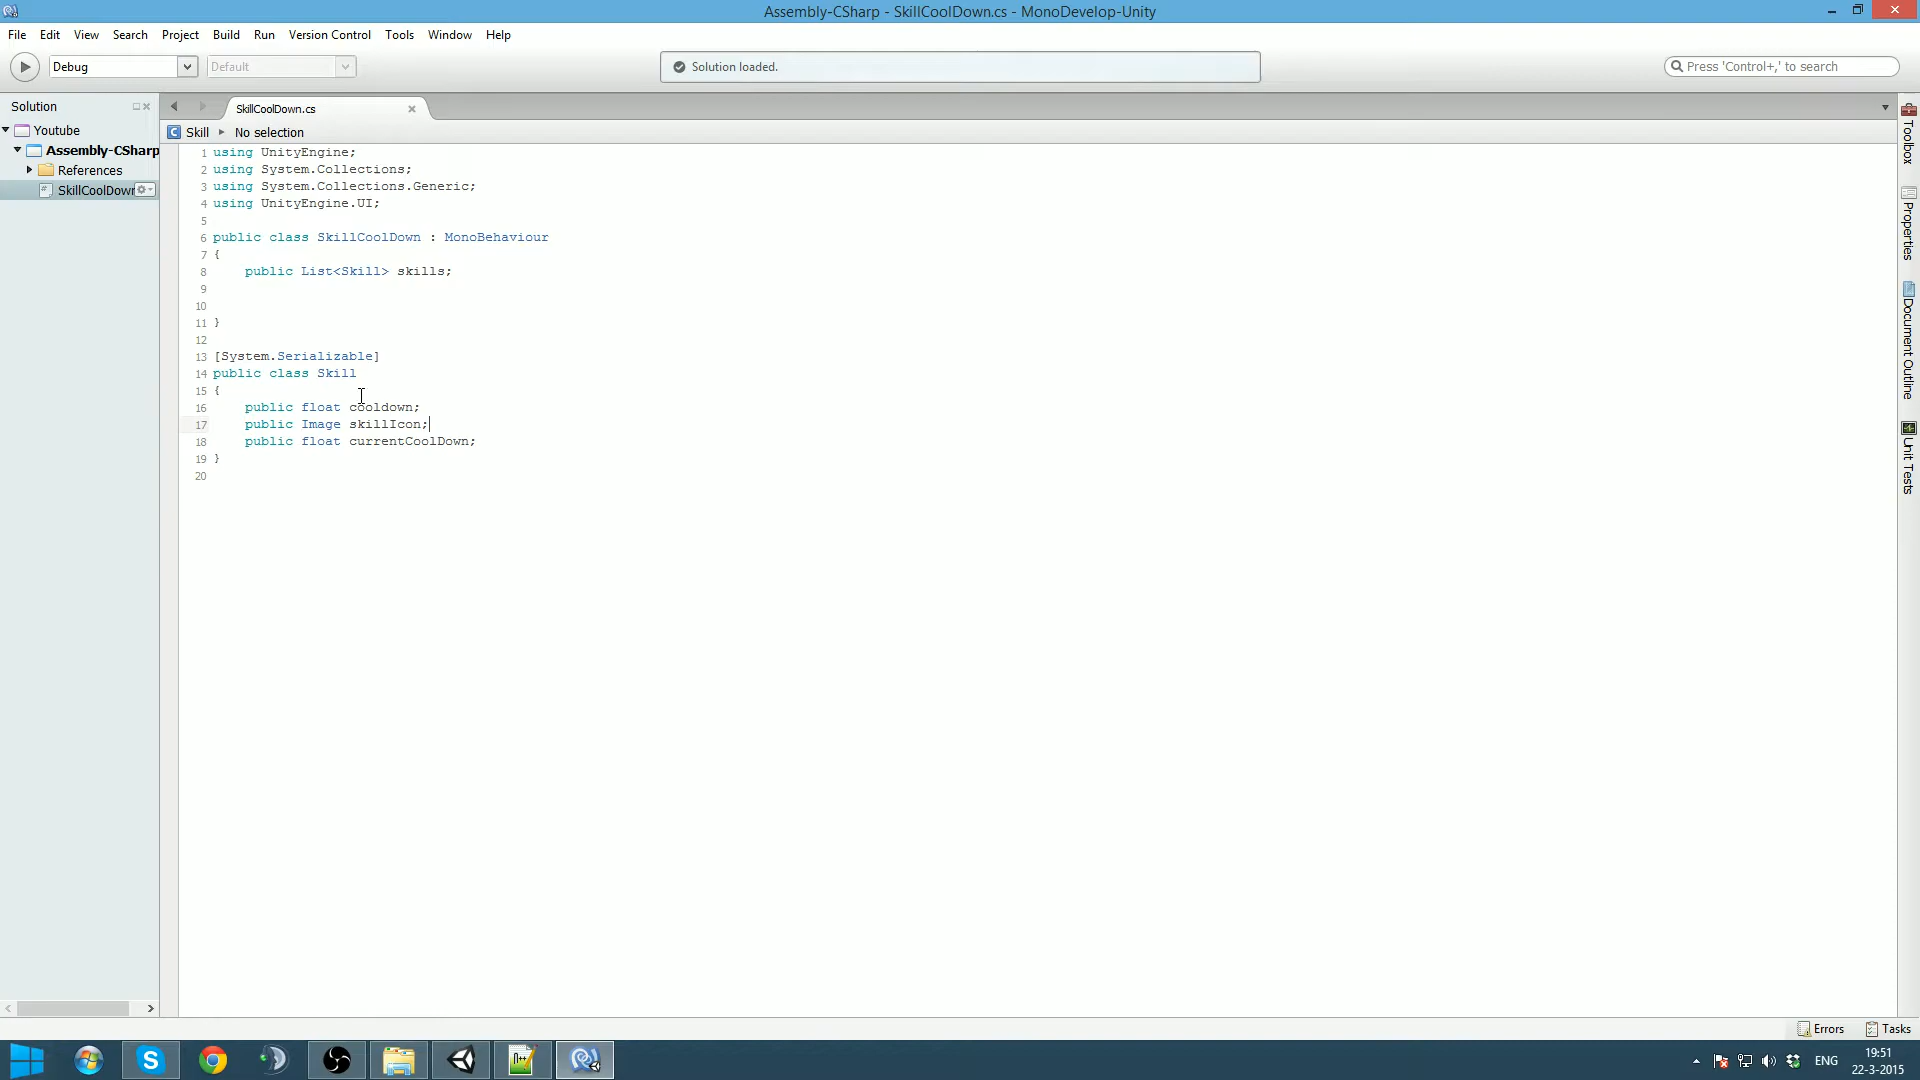 Assembly-CSharp - SkillCoolDown.cs - MonoDevelop-Unity
File Edit View Search Project Build Run Version Control Tools Window Help
Debug
Default
Solution loaded.
Press 'Control+,' to search
Solution
SkillCoolDown.cs
Youtube
Assembly-CSharp
References
SkillCoolDown
Skill No selection
1 using UnityEngine;
2 using System.Collections;
3 using System.Collections.Generic;
4 using UnityEngine.UI;
5
6 public class SkillCoolDown : MonoBehaviour
7 {
8 public List<Skill> skills;
9
10
11 }
12
13 [System.Serializable]
14 public class Skill
15 {
16 public float cooldown;
17 public Image skillIcon;
18 public float currentCoolDown;
19 }
20
Toolbox
Properties
Document Outline
Unit Tests
Errors
Tasks
ENG
19:51
22-3-2015